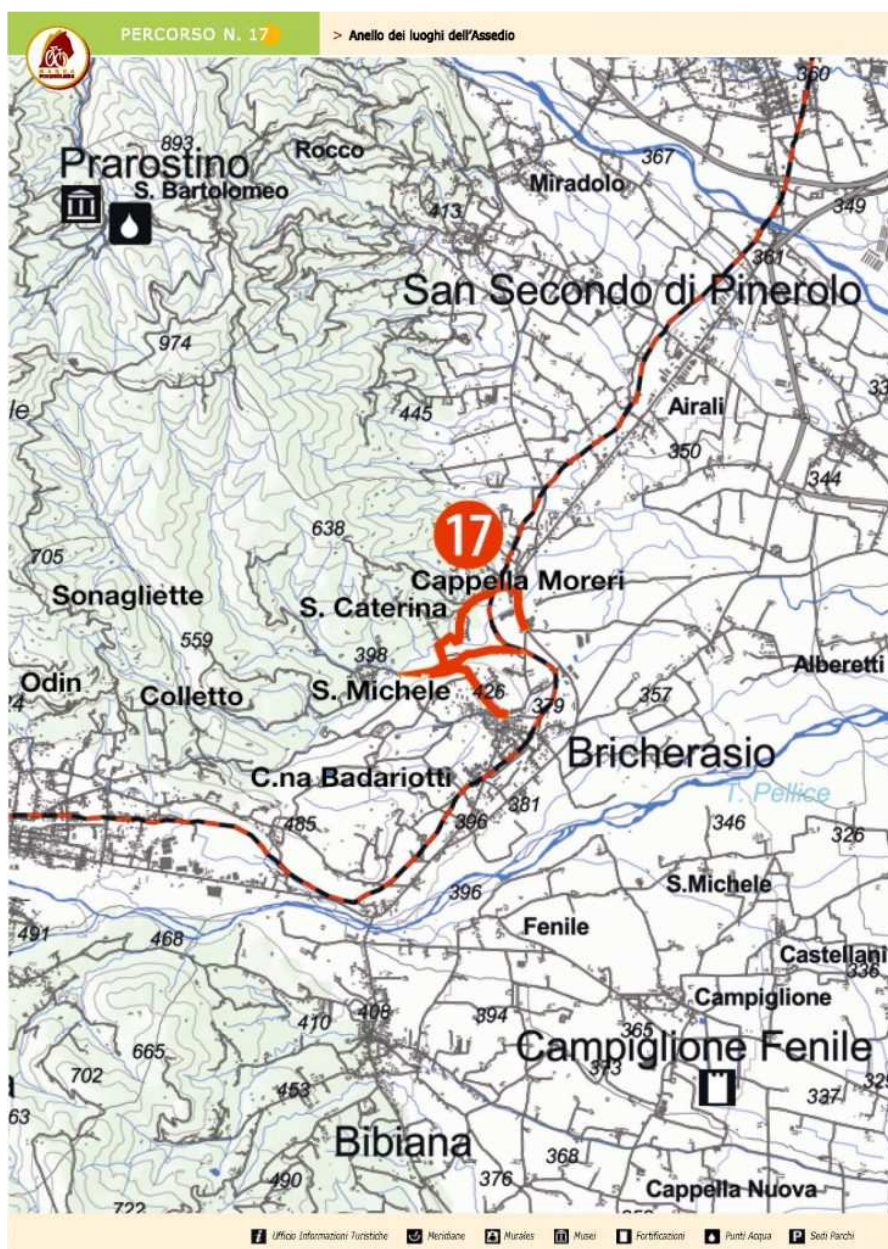 PERCORSO N. 17
> Anello dei luoghi dell'Assedio
360
893
Rocco
367
Prarostino
S. Bartolomeo
Miradolo
413
349
361
San Secondo di Pinerolo
974
le
445
Airali
350
344
17
638
705
Cappella Moreri
Sonagliette
S. Caterina
559
398
Alberetti
Odin
Colletto
S. Michele
426
357
379
Bricherasio
C.na Badariotti
T. Pellice
381
485
396
346
326
396
S.Michele
491
468
Fenile
Castellani
336
Campiglione
410
408
394
365
665
Campiglione Fenile
373
702
a
453
337
329
63
Bibiana
368
490
376
Cappella Nuova
722
Ufficio Informazioni Turistiche Meridiane Murales Musei Fortificazioni Punti Acqua P Sedi Parchi